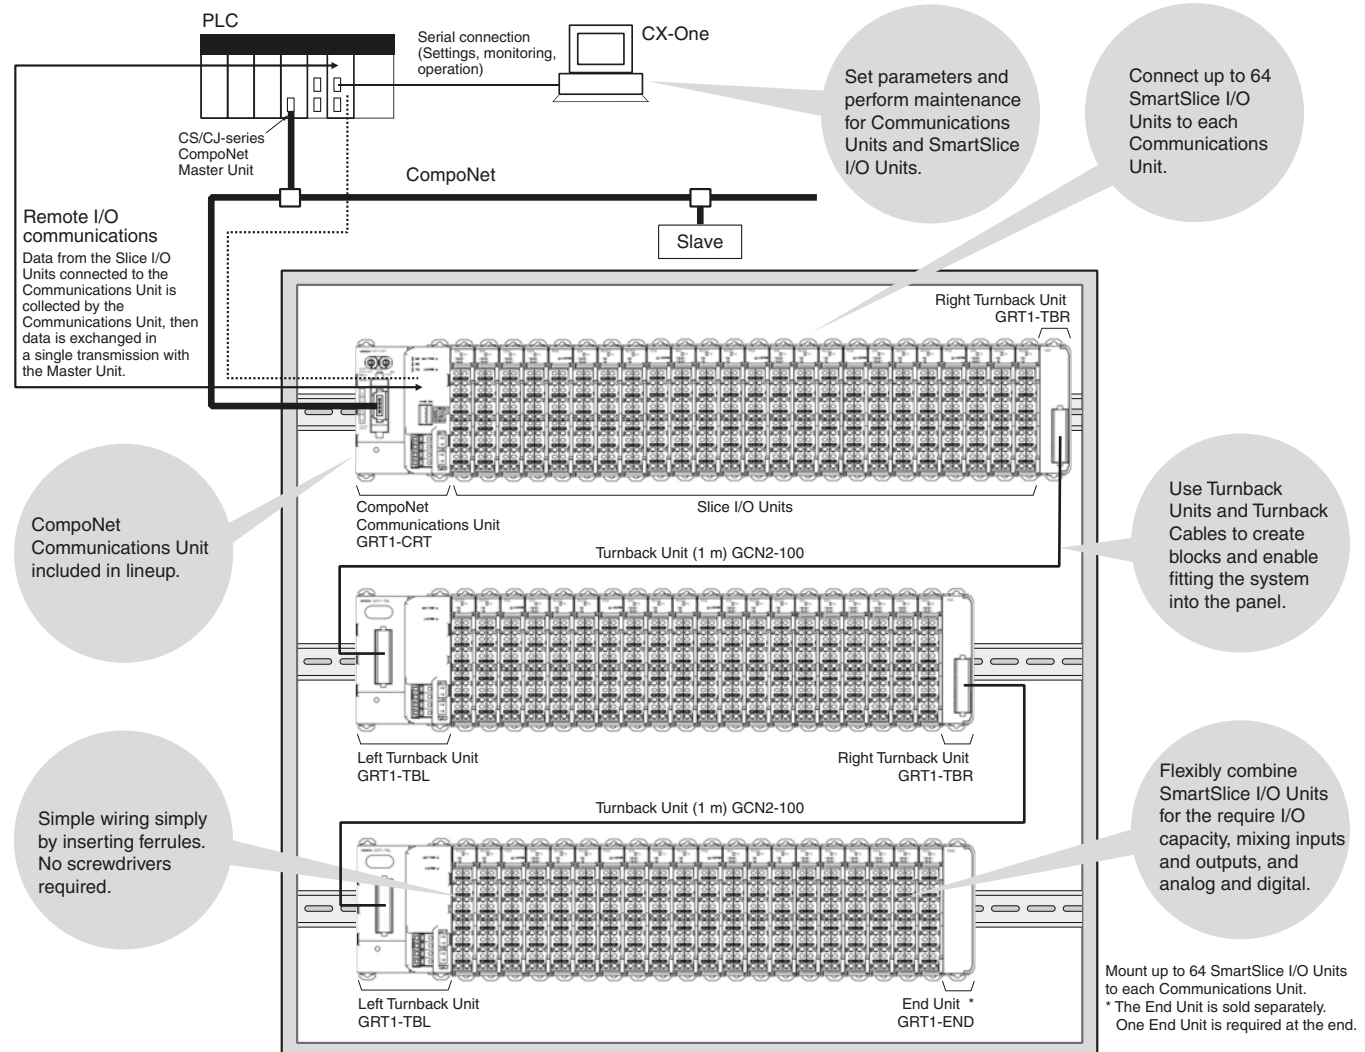 PLC
Serial connection
(Settings, monitoring,
operation)
CX-One
CS/CJ-series
CompoNet
Master Unit
CompoNet
Slave
Set parameters and
perform maintenance
for Communications
Units and SmartSlice
I/O Units.
Connect up to 64
SmartSlice I/O
Units to each
Communications
Unit.
Remote I/O
communications
Data from the Slice I/O
Units connected to the
Communications Unit is
collected by the
Communications Unit, then
data is exchanged in
a single transmission with
the Master Unit.
Right Turnback Unit
GRT1-TBR
CompoNet
Communications Unit
GRT1-CRT
Slice I/O Units
CompoNet
Communications Unit
included in lineup.
Turnback Unit (1 m) GCN2-100
Use Turnback
Units and Turnback
Cables to create
blocks and enable
fitting the system
into the panel.
Left Turnback Unit
GRT1-TBL
Right Turnback Unit
GRT1-TBR
Turnback Unit (1 m) GCN2-100
Simple wiring simply
by inserting ferrules.
No screwdrivers
required.
Flexibly combine
SmartSlice I/O Units
for the require I/O
capacity, mixing inputs
and outputs, and
analog and digital.
Left Turnback Unit
GRT1-TBL
End Unit *
GRT1-END
Mount up to 64 SmartSlice I/O Units
to each Communications Unit.
* The End Unit is sold separately.
One End Unit is required at the end.